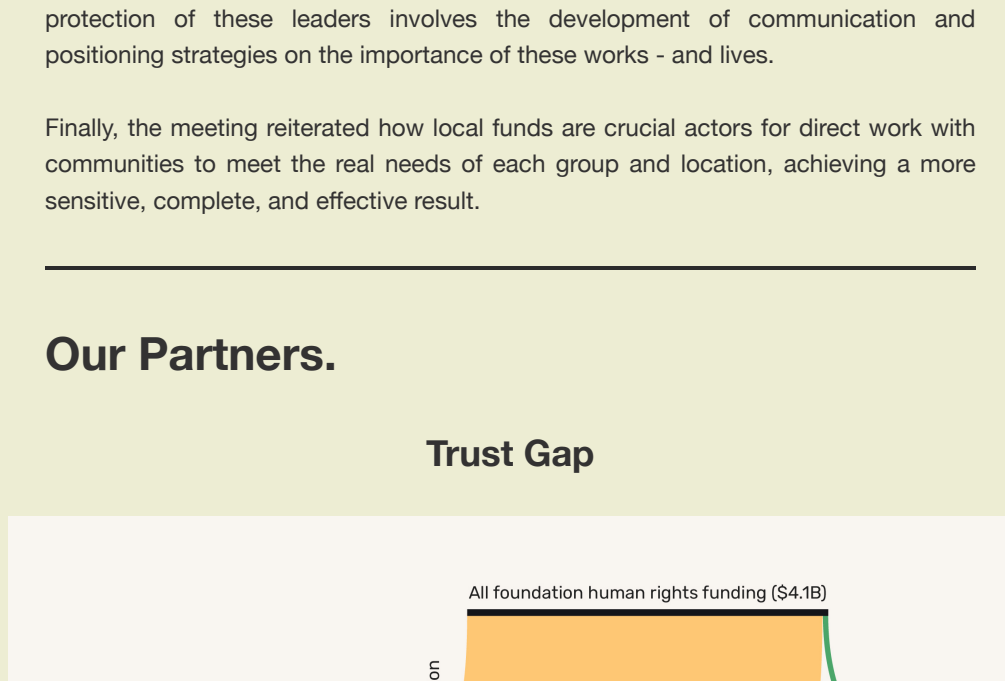 protection of these leaders involves the development of communication and
positioning strategies on the importance of these works - and lives.
Finally, the meeting reiterated how local funds are crucial actors for direct work with
communities to meet the real needs of each group and location, achieving a more
sensitive, complete, and effective result.
Our Partners.
Trust Gap
All foundation human rights funding ($4.1B)
on